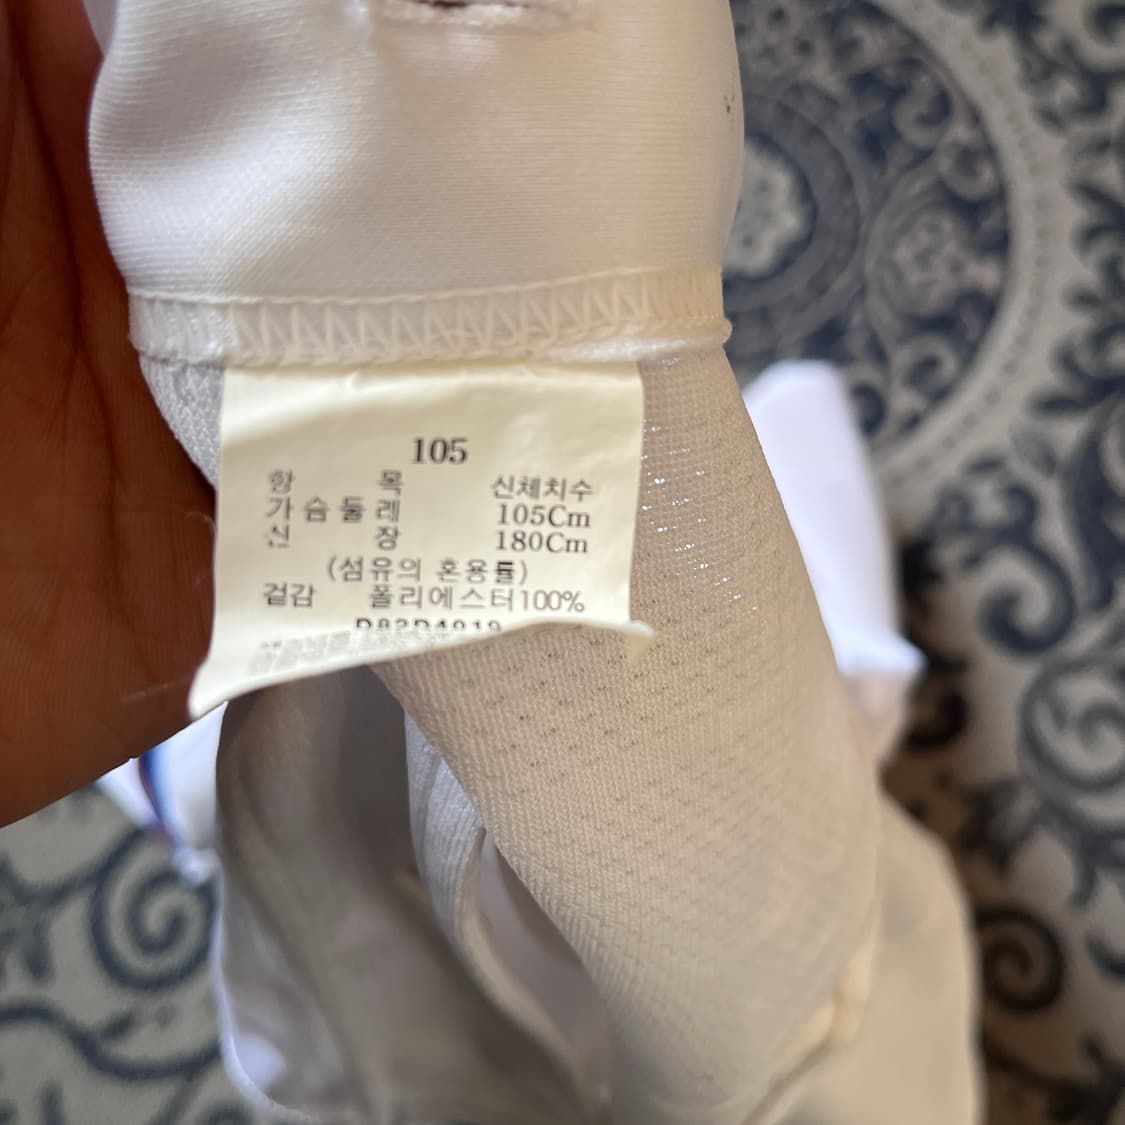 105
항 목 신체치수
가슴둘레 105Cm
신 장 180Cm
(섬유의 혼용률)
겉감 폴리에스터100%